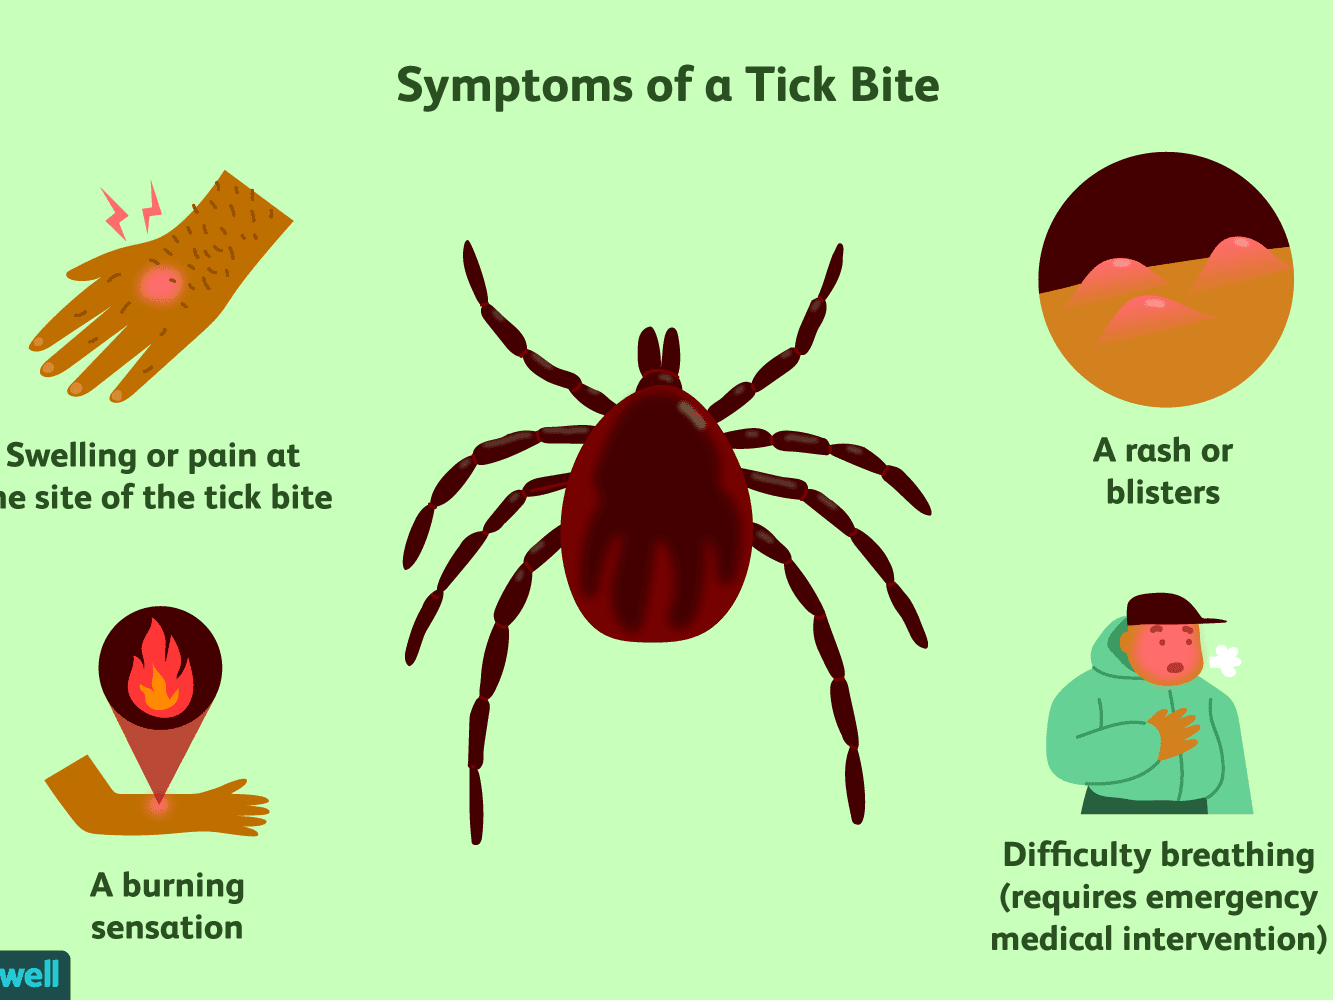 Symptoms of a Tick Bite
Swelling or pain at
he site of the tick bite
A rash or
blisters
A burning
sensation
Difficulty breathing
(requires emergency
medical intervention)
well